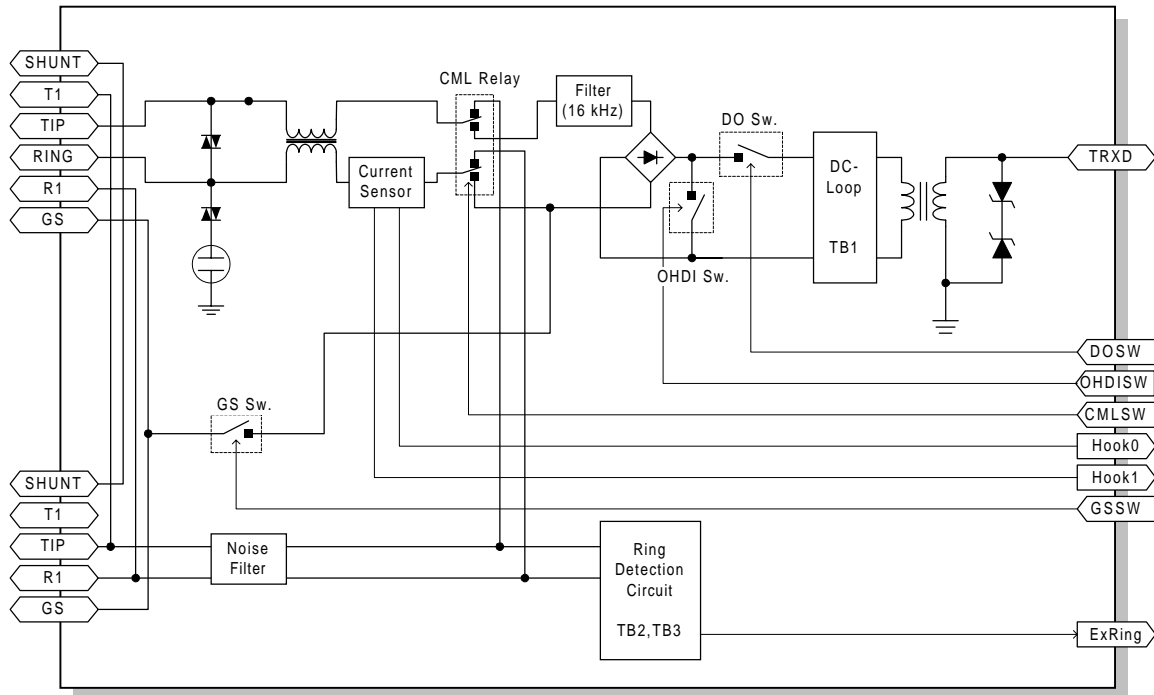 SHUNT
T1
TIP
RING
R1
GS
CML Relay
Filter
(16 kHz)
Current
Sensor
DO Sw.
OHDI Sw.
DC-
Loop
TB1
TRXD
DOSW
OHDISW
CMLSW
Hook0
Hook1
GSSW
GS Sw.
SHUNT
T1
TIP
R1
GS
Noise
Filter
Ring
Detection
Circuit
TB2,TB3
ExRing